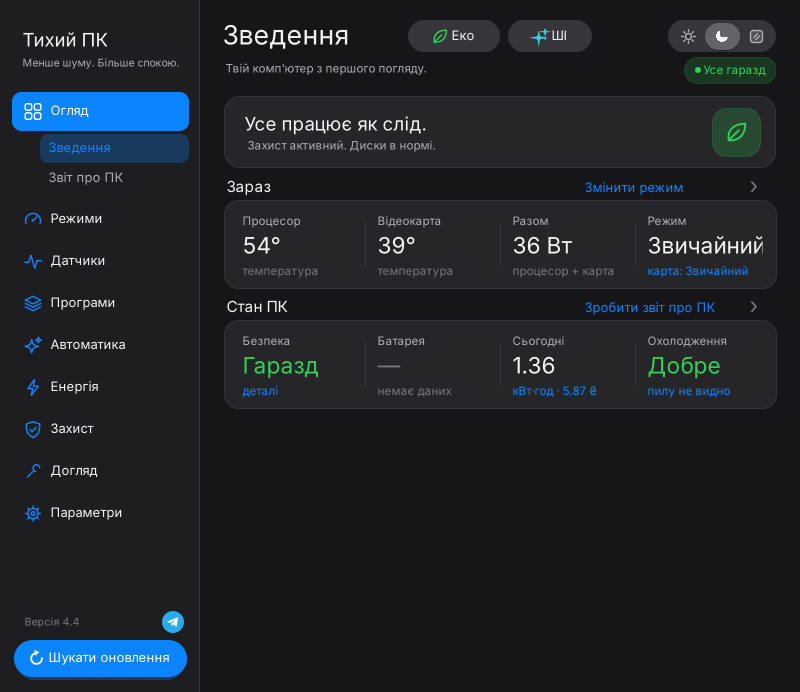 Тихий ПК
Менше шуму. Більше спокою.
Огляд
Зведення
Звіт про ПК
Режими
Датчики
Програми
Автоматика
Енергія
Захист
Догляд
Параметри
Версія 4.4
Шукати оновлення
Зведення
Еко
ШІ
Твій комп'ютер з першого погляду.
Усе гаразд
Усе працює як слід.
Захист активний. Диски в нормі.
Зараз
Змінити режим
Процесор
54°
температура
Відеокарта
39°
температура
Разом
36 Вт
процесор + карта
Режим
Звичайний
карта: Звичайний
Стан ПК
Зробити звіт про ПК
Безпека
Гаразд
деталі
Батарея
—
немає даних
Сьогодні
1.36
кВт·год · 5.87 ₴
Охолодження
Добре
пилу не видно